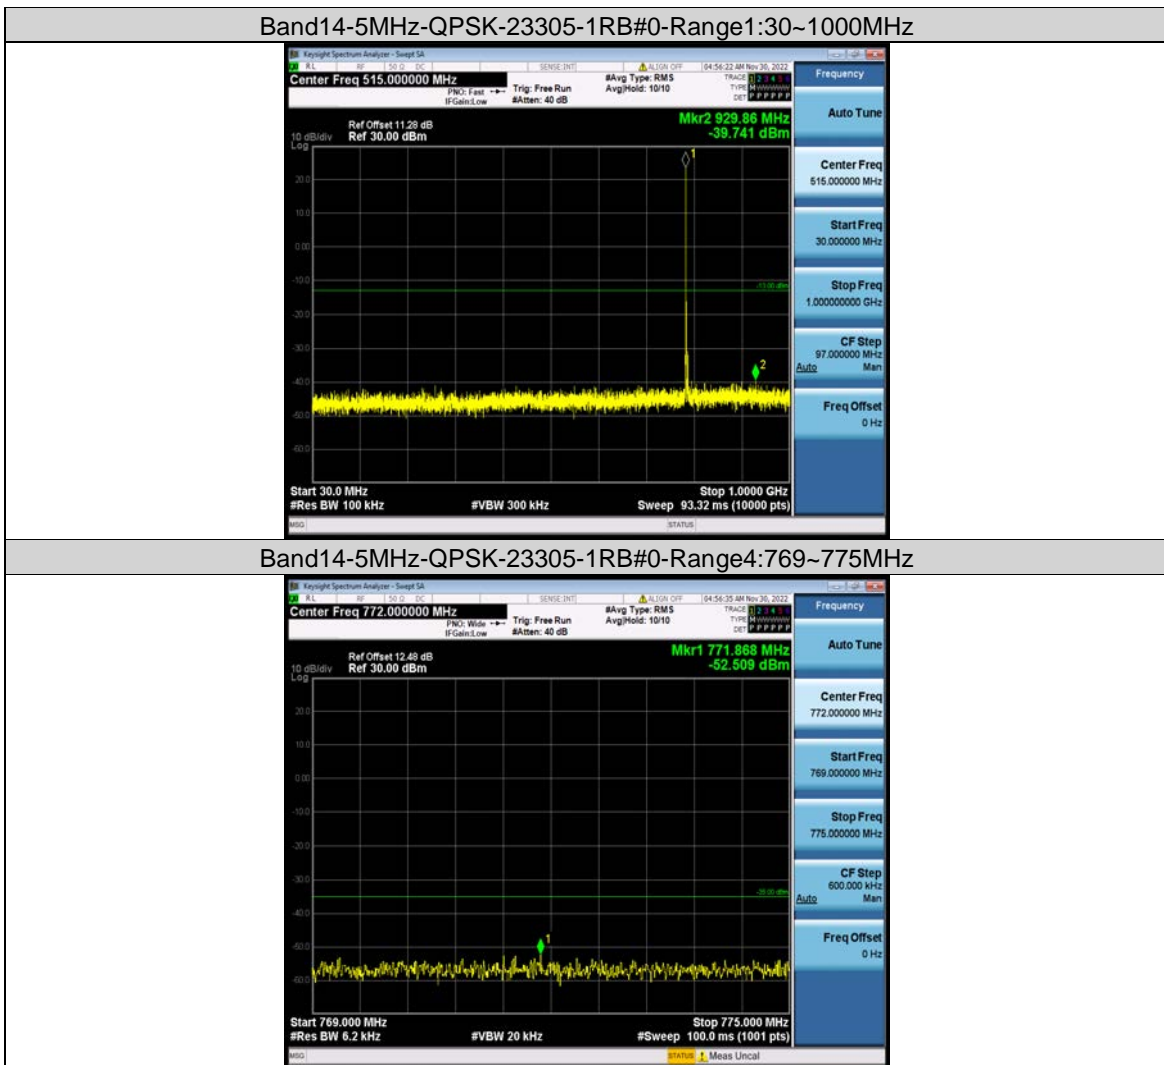 Band14-5MHz-QPSK-23305-1RB#0-Range1:30~1000MHz
Keysight Spectrum Analyzer - Swept SA
RL RF 50 Ω DC SENSE:INT ALIGN OFF 04:56:22 AM Nov 30, 2022
Center Freq 515.000000 MHz #Avg Type: RMS TRACE 1 2 3 4 5 6 Frequency
PNO: Fast Trig: Free Run Avg|Hold: 10/10 TYPE M W W W W W
IFGain:Low #Atten: 40 dB DET P P P P P P
Auto Tune
Mkr2 929.86 MHz
Ref Offset 11.28 dB
10 dB/div Ref 30.00 dBm -39.741 dBm
Log
1
Center Freq
515.000000 MHz
20.0
10.0
Start Freq
30.000000 MHz
0.00
-10.0
-13.00 dBm
Stop Freq
1.000000000 GHz
-20.0
-30.0
CF Step
97.000000 MHz
Auto Man
2
-40.0
Freq Offset
0 Hz
-50.0
-60.0
Start 30.0 MHz Stop 1.0000 GHz
#Res BW 100 kHz #VBW 300 kHz Sweep 93.32 ms (10000 pts)
MSG STATUS
Band14-5MHz-QPSK-23305-1RB#0-Range4:769~775MHz
Keysight Spectrum Analyzer - Swept SA
RL RF 50 Ω DC SENSE:INT ALIGN OFF 04:56:35 AM Nov 30, 2022
Center Freq 772.000000 MHz #Avg Type: RMS TRACE 1 2 3 4 5 6 Frequency
PNO: Wide Trig: Free Run Avg|Hold: 10/10 TYPE M W W W W W
IFGain:Low #Atten: 40 dB DET P P P P P P
Auto Tune
Mkr1 771.868 MHz
Ref Offset 12.48 dB
10 dB/div Ref 30.00 dBm -52.509 dBm
Log
Center Freq
772.000000 MHz
20.0
10.0
Start Freq
769.000000 MHz
0.00
-10.0
Stop Freq
775.000000 MHz
-20.0
-30.0
CF Step
600.000 kHz
Auto Man
-40.0
Freq Offset
0 Hz
1
-50.0
-60.0
Start 769.000 MHz Stop 775.000 MHz
#Res BW 6.2 kHz #VBW 20 kHz #Sweep 100.0 ms (1001 pts)
MSG STATUS Meas Uncal